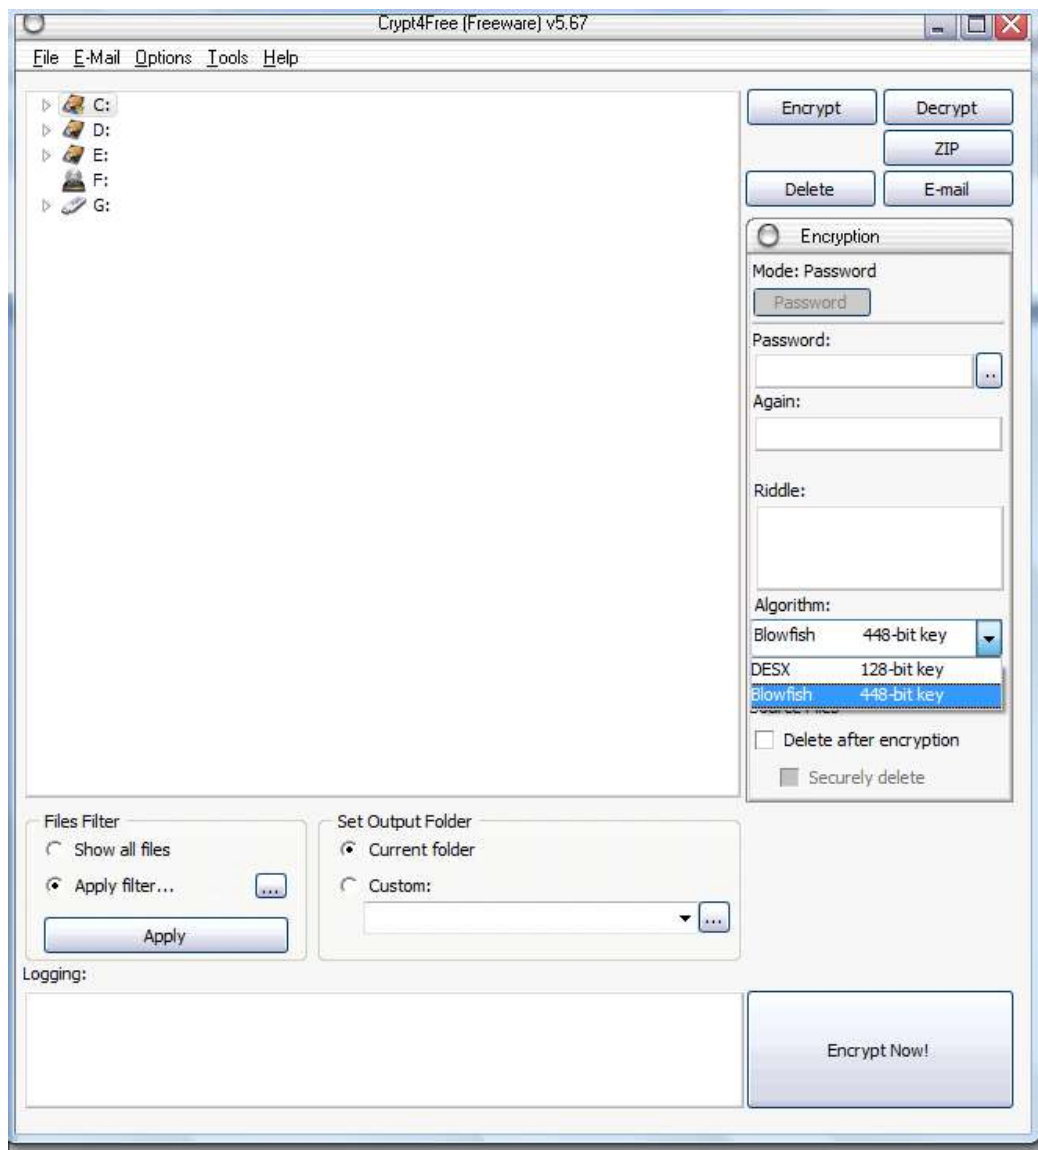 Crypt4Free (Freeware) v5.67
File E-Mail Options Tools Help
C:
D:
E:
F:
G:
Encrypt Decrypt
ZIP
Delete E-mail
Encryption
Mode: Password
Password
Password:
..
Again:
Riddle:
Algorithm:
Blowfish 448-bit key
DESX 128-bit key
Blowfish 448-bit key
Delete after encryption
Securely delete
Files Filter
Show all files
Apply filter...
...
Apply
Set Output Folder
Current folder
Custom:
...
Logging:
Encrypt Now!